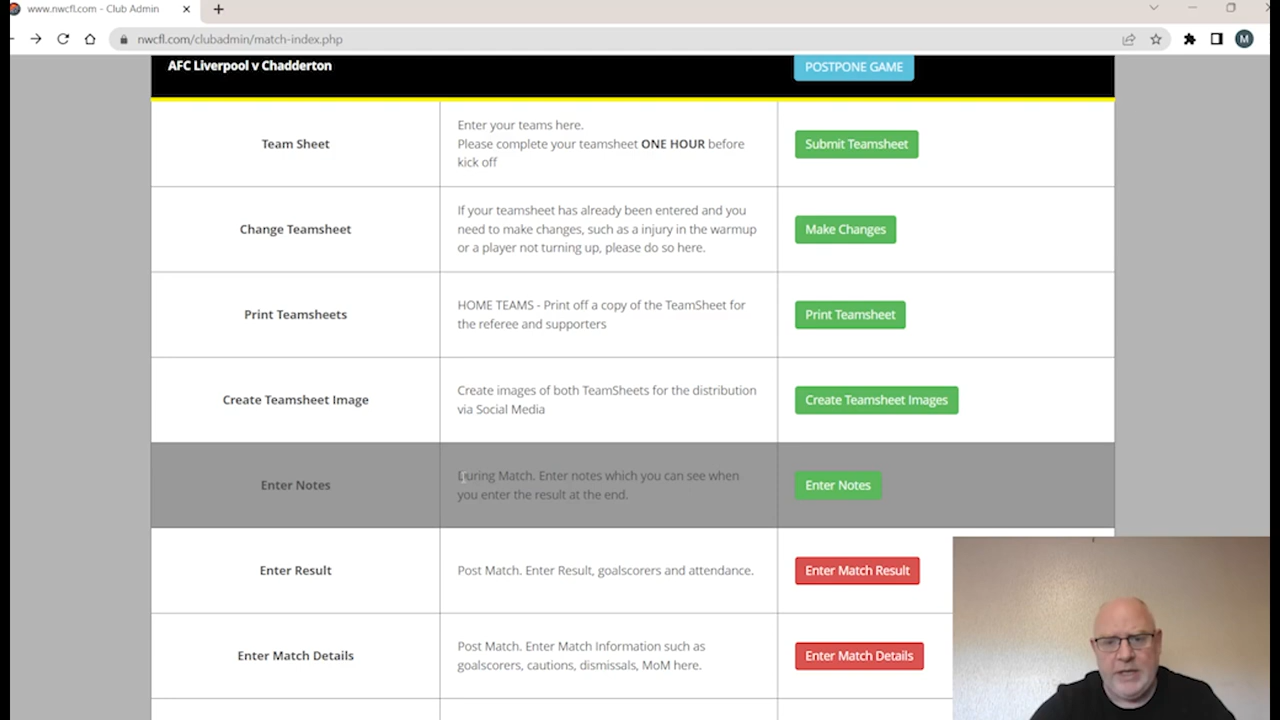 www.nwcfl.com - Club Admin
nwcfl.com/clubadmin/match-index.php
M
AFC Liverpool v Chadderton
POSTPONE GAME
Team Sheet
Enter your teams here.
Please complete your teamsheet ONE HOUR before
kick off
Submit Teamsheet
Change Teamsheet
If your teamsheet has already been entered and you
need to make changes, such as a injury in the warmup
or a player not turning up, please do so here.
Make Changes
Print Teamsheets
HOME TEAMS - Print off a copy of the TeamSheet for
the referee and supporters
Print Teamsheet
Create Teamsheet Image
Create images of both TeamSheets for the distribution
via Social Media
Create Teamsheet Images
Enter Notes
During Match. Enter notes which you can see when
you enter the result at the end.
Enter Notes
Enter Result
Post Match. Enter Result, goalscorers and attendance.
Enter Match Result
Enter Match Details
Post Match. Enter Match Information such as
goalscorers, cautions, dismissals, MoM here.
Enter Match Details